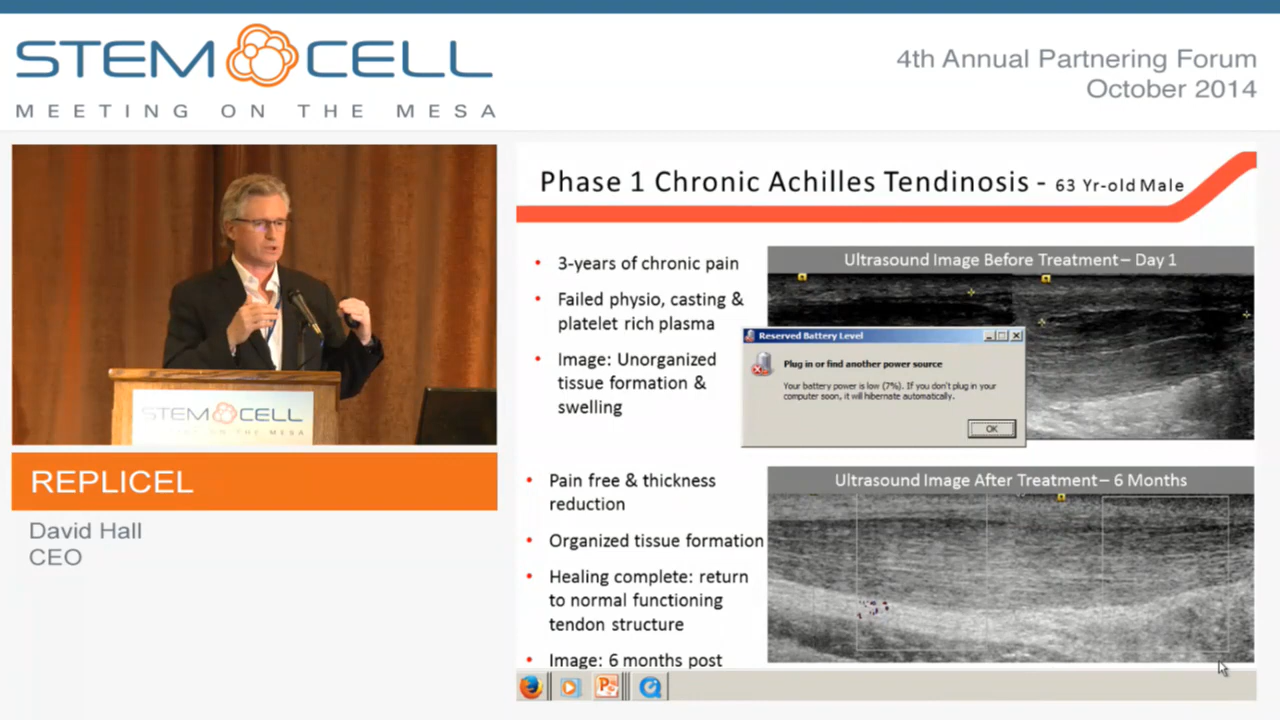 STEM CELL
MEETING ON THE MESA
4th Annual Partnering Forum
October 2014
STEM CELL
REPLICEL
David Hall
CEO
Phase 1 Chronic Achilles Tendinosis - 63 Yr-old Male
• 3-years of chronic pain
• Failed physio, casting &
platelet rich plasma
• Image: Unorganized
tissue formation &
swelling
Ultrasound Image Before Treatment – Day 1
Reserved Battery Level
Plug in or find another power source
Your battery power is low (7%). If you don't plug in your
computer soon, it will hibernate automatically.
OK
• Pain free & thickness
reduction
• Organized tissue formation
• Healing complete: return
to normal functioning
tendon structure
• Image: 6 months post
Ultrasound Image After Treatment – 6 Months